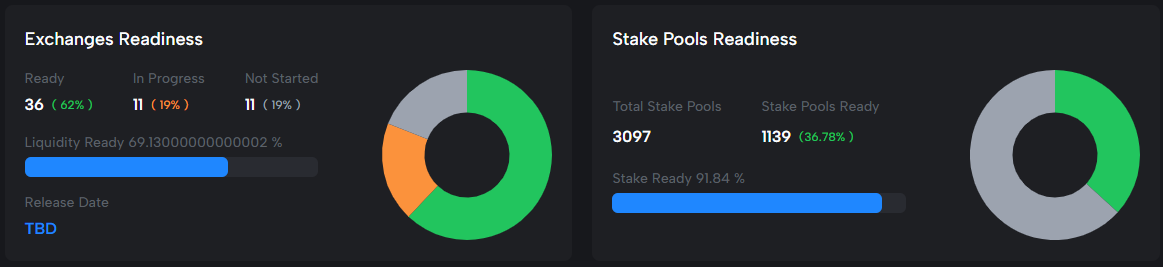 Exchanges Readiness
Ready In Progress Not Started
36 ( 62% ) 11 ( 19% ) 11 ( 19% )
Liquidity Ready 69.13000000000002 %
Release Date
TBD
Stake Pools Readiness
Total Stake Pools Stake Pools Ready
3097 1139 (36.78% )
Stake Ready 91.84 %